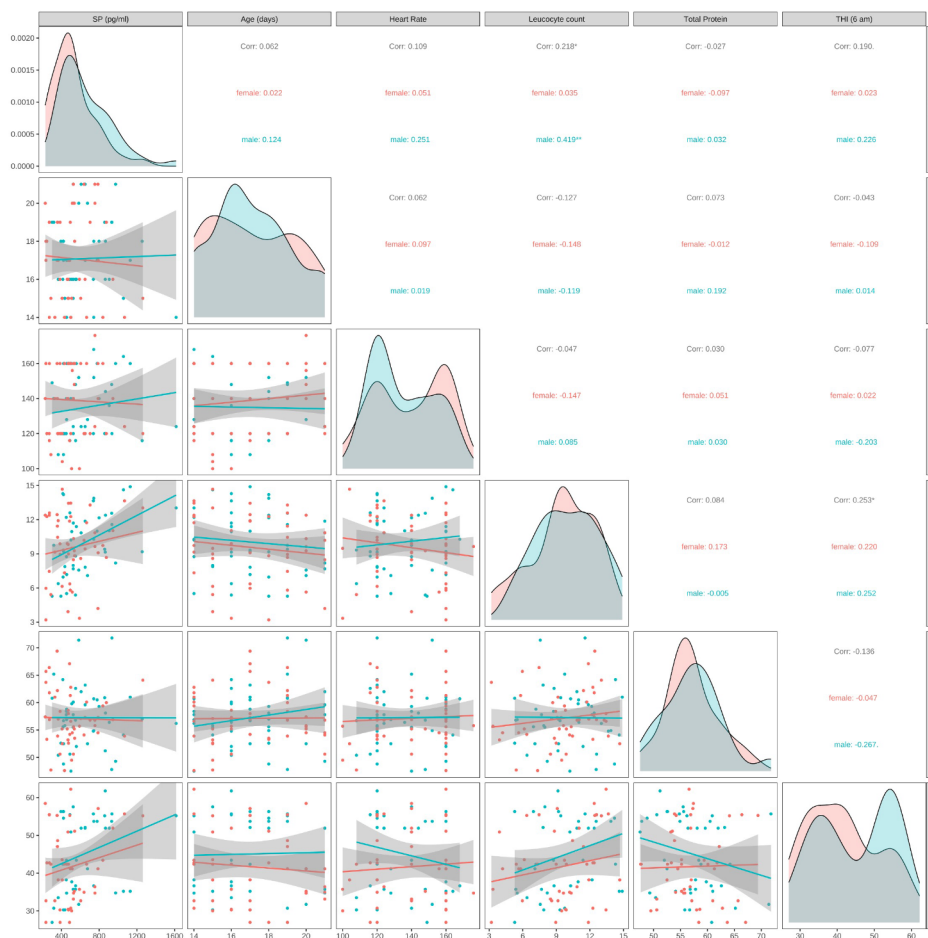 SP (pg/ml) Age (days) Heart Rate Leucocyte count Total Protein THI (6 am)
0.0020
0.0015
0.0010
0.0005
0.0000
Corr: 0.062 Corr: 0.109 Corr: 0.218* Corr: -0.027 Corr: 0.190.
female: 0.022 female: 0.051 female: 0.035 female: -0.097 female: 0.023
male: 0.124 male: 0.251 male: 0.419** male: 0.032 male: 0.226
20
18
16
14
Corr: 0.062 Corr: -0.127 Corr: 0.073 Corr: -0.043
female: 0.097 female: -0.148 female: -0.012 female: -0.109
male: 0.019 male: -0.119 male: 0.192 male: 0.014
160
140
120
100
Corr: -0.047 Corr: 0.030 Corr: -0.077
female: -0.147 female: 0.051 female: 0.022
male: 0.085 male: 0.030 male: -0.203
15
12
9
6
3
Corr: 0.084 Corr: 0.253*
female: 0.173 female: 0.220
male: -0.005 male: 0.252
70
65
60
55
50
Corr: -0.136
female: -0.047
male: -0.267.
60
50
40
30
400 800 1200 1600 14 16 18 20 100 120 140 160 3 6 9 12 15 50 55 60 65 70 30 40 50 60